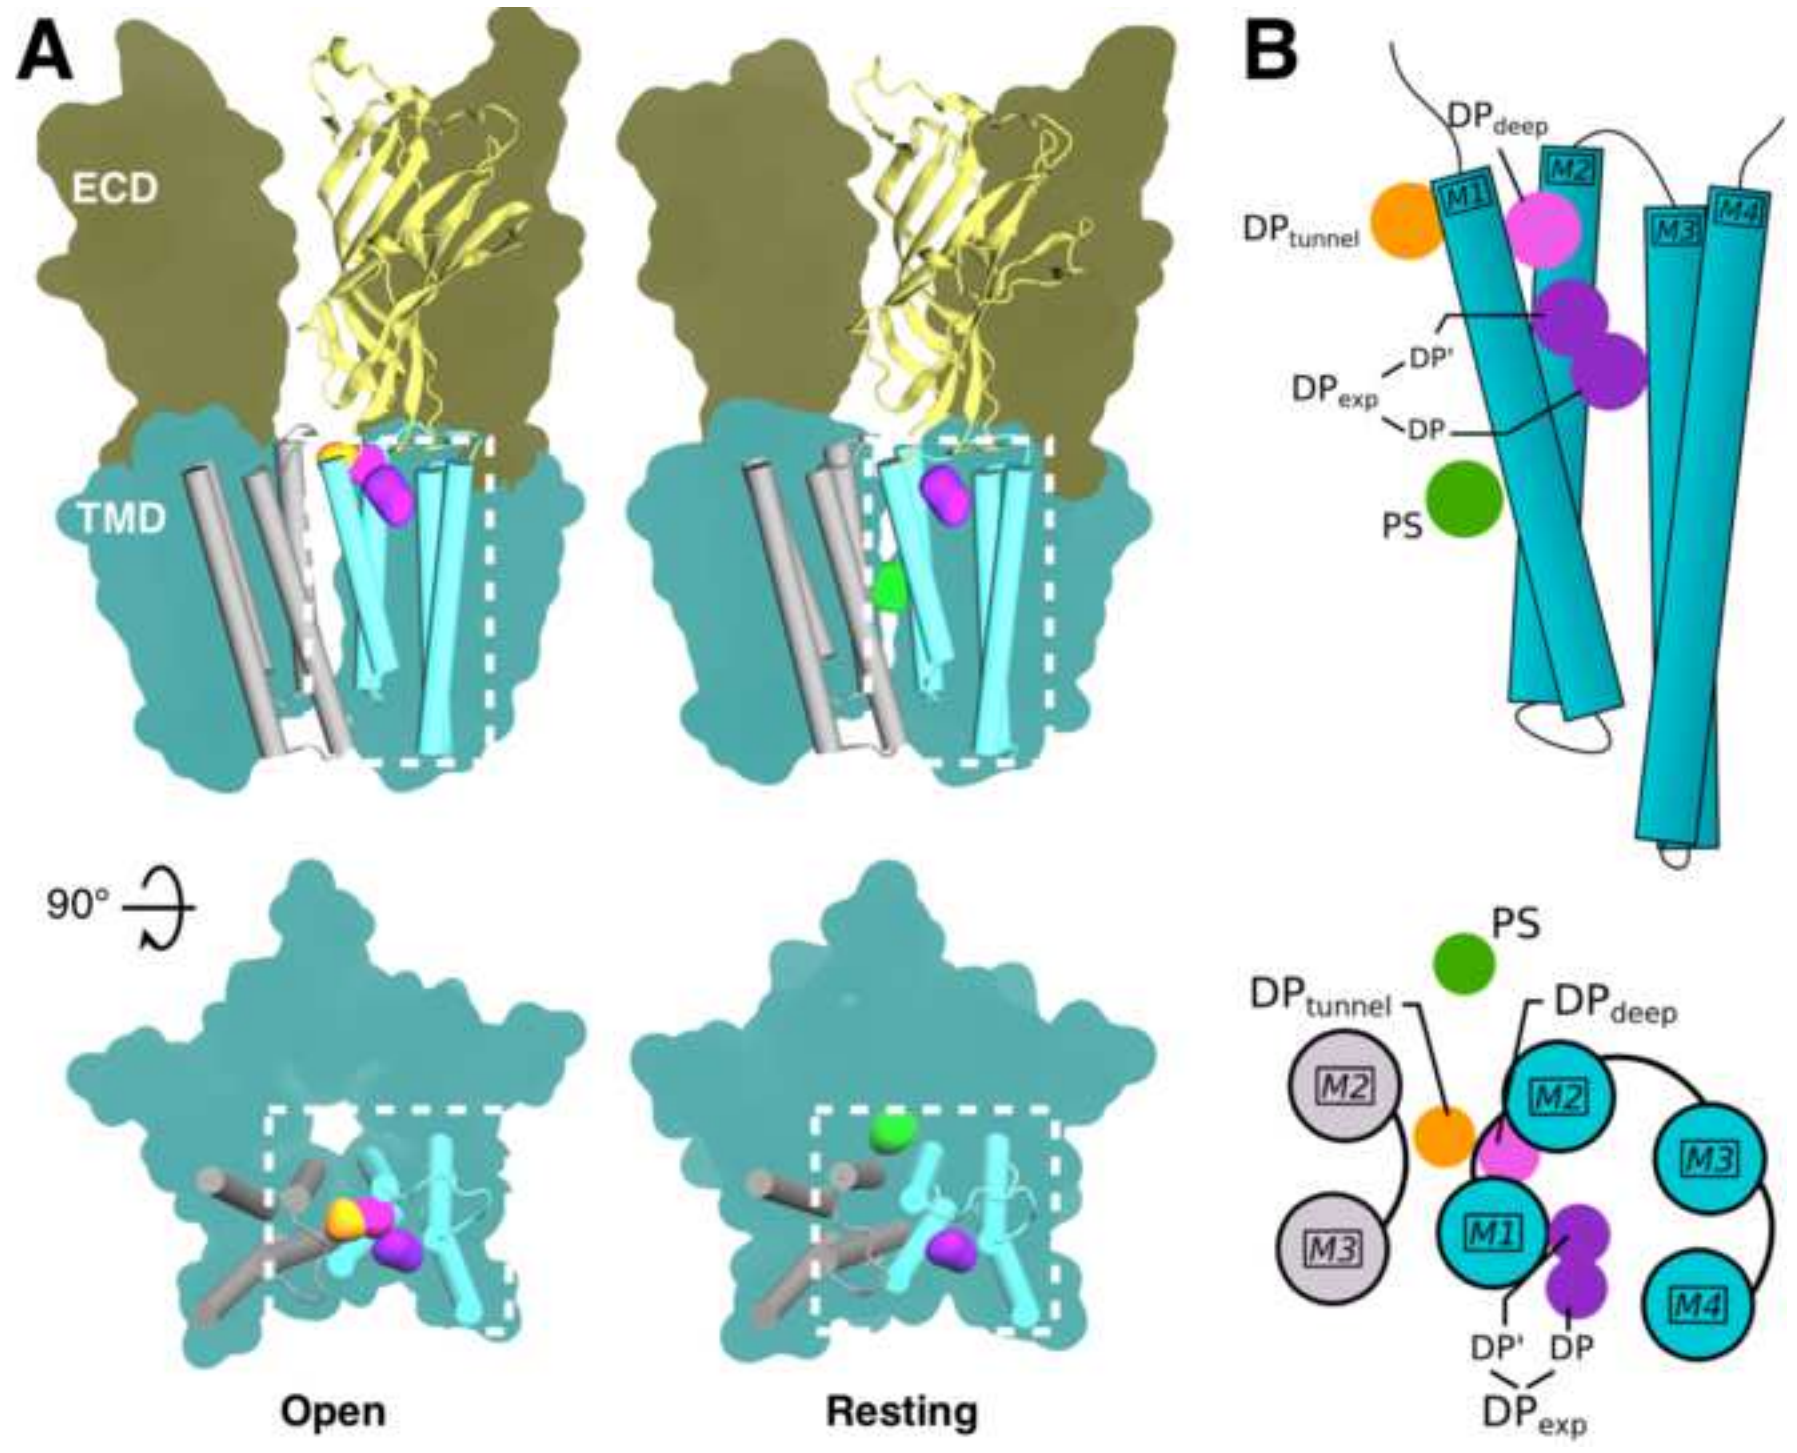 A
ECD
TMD
90°
Open
Resting
B
DPdeep
M1
M2
M3
M4
DPtunnel
DP'
DPexp
DP
PS
PS
DPtunnel
DPdeep
M2
M2
M3
M3
M1
M4
DP' DP
DPexp